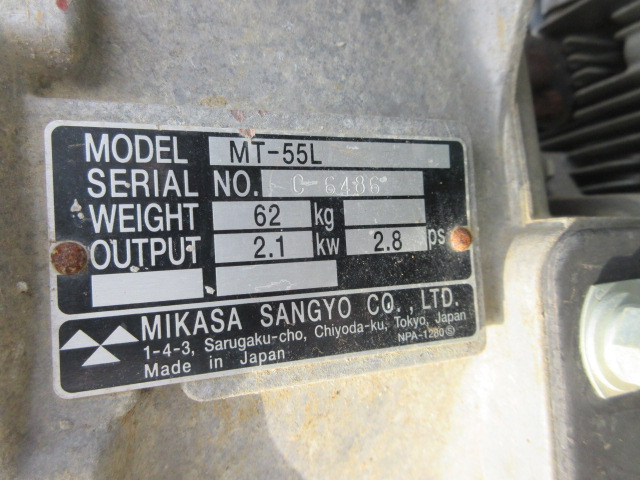 MODEL MT-55L
SERIAL NO. C-6486
WEIGHT 62 kg
OUTPUT 2.1 kw 2.8 ps
MIKASA SANGYO CO., LTD.
1-4-3, Sarugaku-cho, Chiyoda-ku, Tokyo, Japan
Made in Japan
NPA-1280Ⓢ